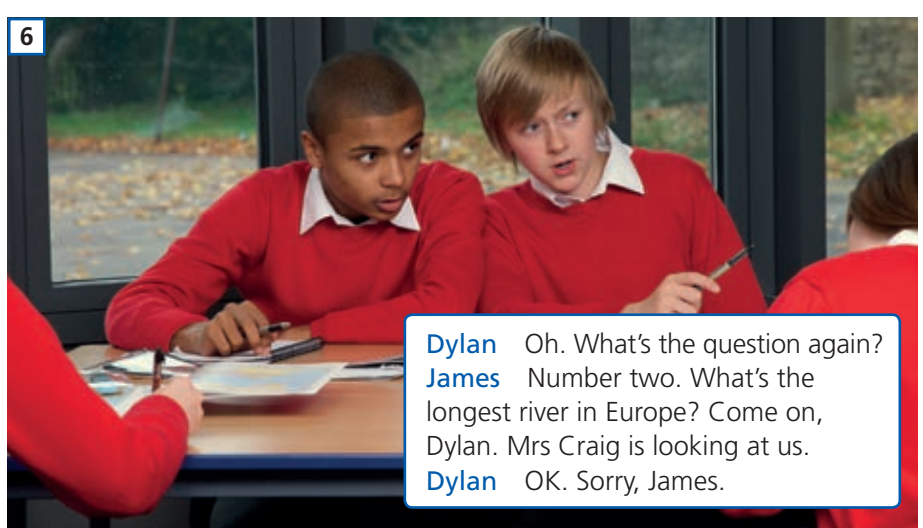 6
Dylan Oh. What's the question again?
James Number two. What's the
longest river in Europe? Come on,
Dylan. Mrs Craig is looking at us.
Dylan OK. Sorry, James.